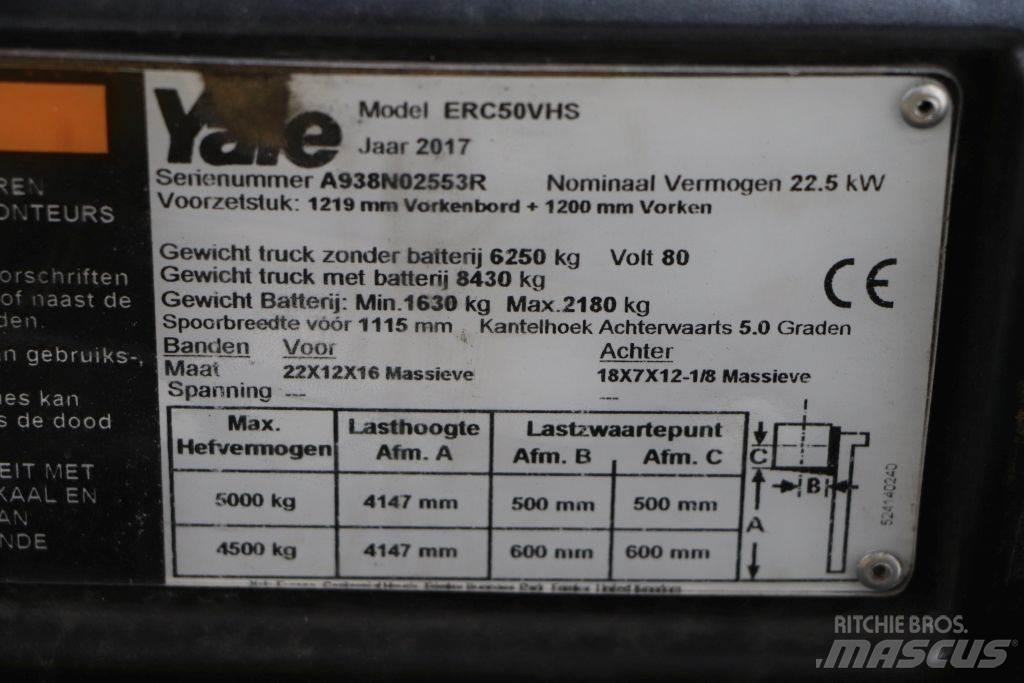 Yale
Model ERC50VHS
Jaar 2017
Serienummer A938N02553R Nominaal Vermogen 22.5 kW
Voorzetstuk: 1219 mm Vorkenbord + 1200 mm Vorken
Gewicht truck zonder batterij 6250 kg Volt 80
Gewicht truck met batterij 8430 kg
Gewicht Batterij: Min.1630 kg Max.2180 kg
Spoorbreedte vóór 1115 mm Kantelhoek Achterwaarts 5.0 Graden
Banden Voor Achter
Maat 22X12X16 Massieve 18X7X12-1/8 Massieve
Spanning --- ---
CE
Max. Lasthoogte Lastzwaartepunt
Hefvermogen Afm. A Afm. B Afm. C
5000 kg 4147 mm 500 mm 500 mm
4500 kg 4147 mm 600 mm 600 mm
C
B
A
524140240
REN
ONTEURS
orschriften
of naast de
den.
an gebruiks-,
nes kan
s de dood
EIT MET
KAAL EN
AN
NDE
RITCHIE BROS.
MASCUS